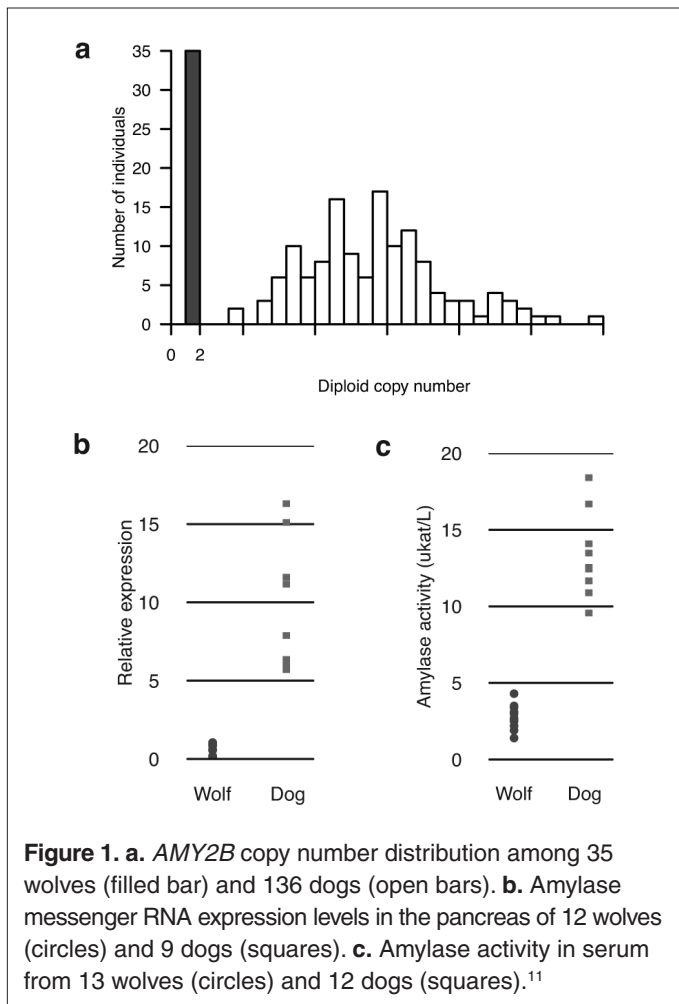 a
35
30
25
20
15
10
5
0
Number of individuals
0 2
Diploid copy number
b
20
15
10
5
0
Relative expression
Wolf Dog
c
20
15
10
5
0
Amylase activity (ukat/L)
Wolf Dog
Figure 1. a. AMY2B copy number distribution among 35
wolves (filled bar) and 136 dogs (open bars). b. Amylase
messenger RNA expression levels in the pancreas of 12 wolves
(circles) and 9 dogs (squares). c. Amylase activity in serum
from 13 wolves (circles) and 12 dogs (squares).¹¹